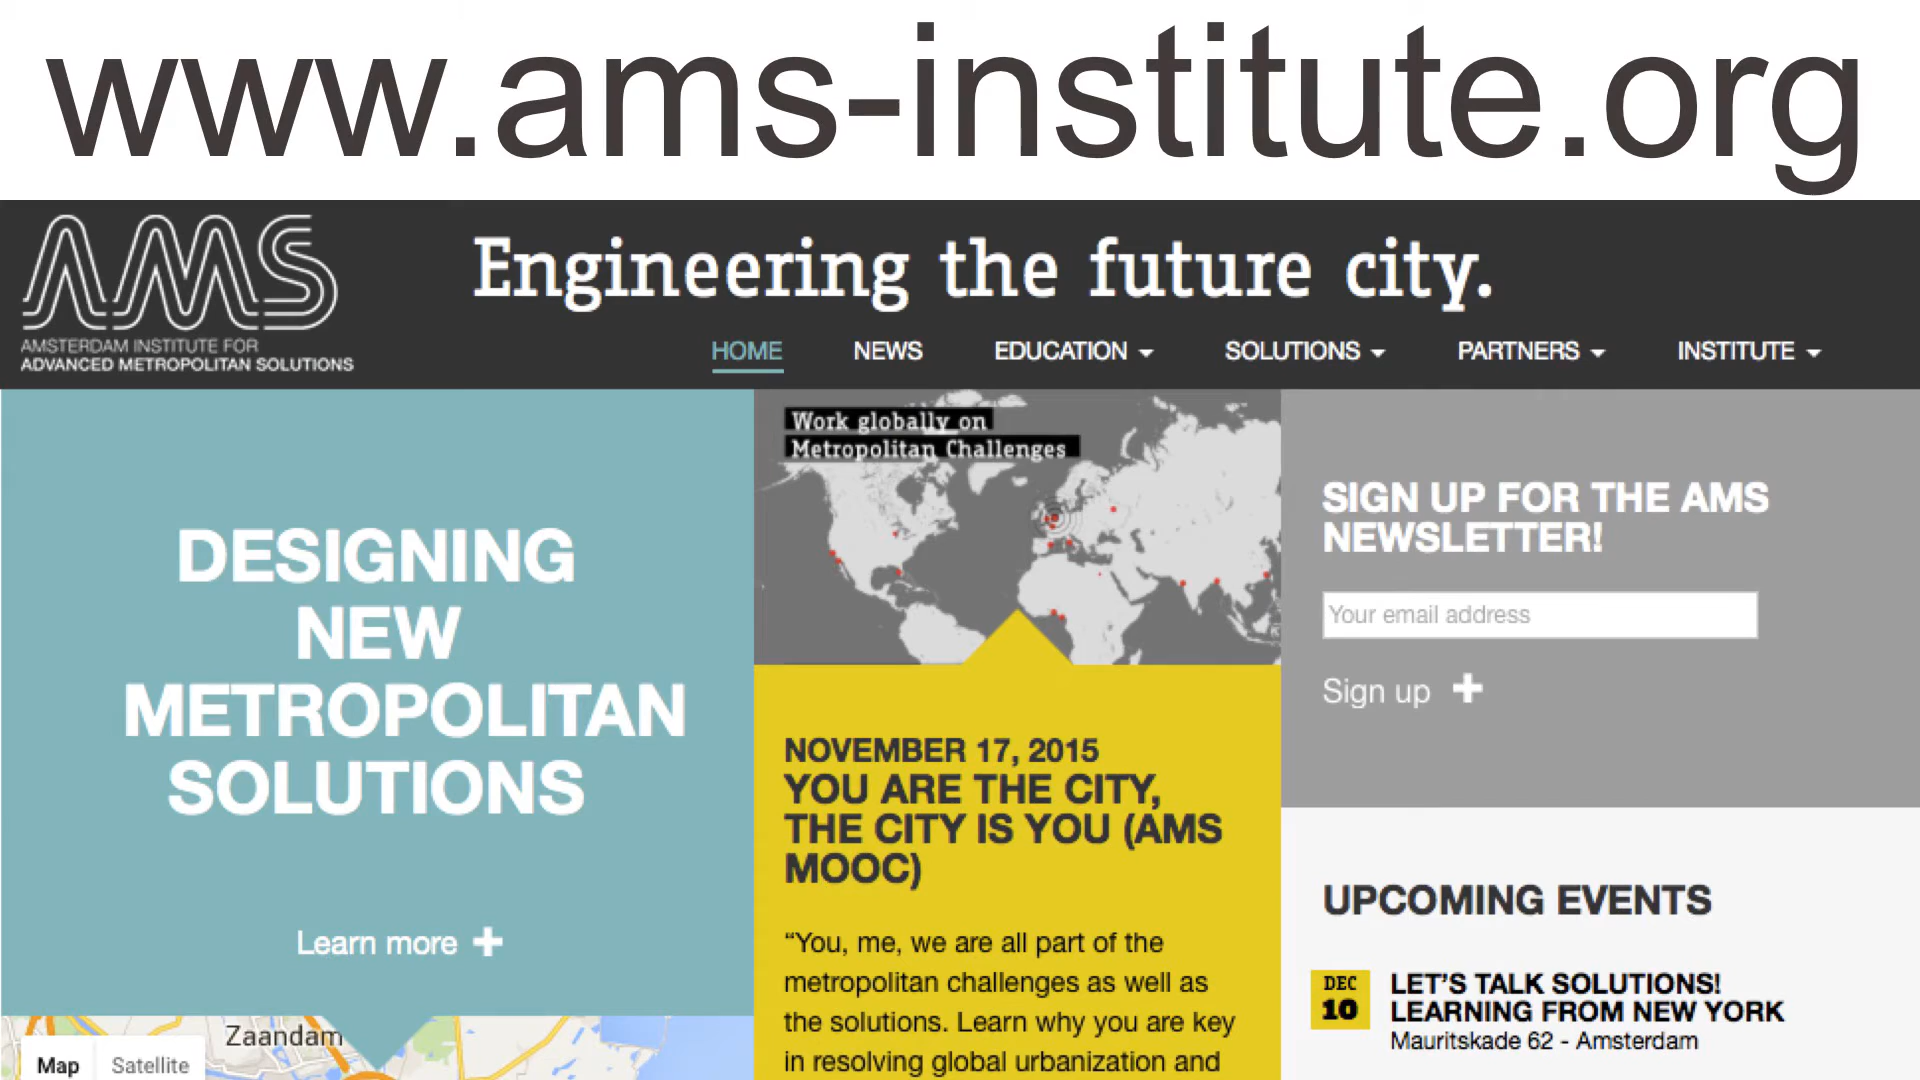 www.ams-institute.org
AMS
AMSTERDAM INSTITUTE FOR
ADVANCED METROPOLITAN SOLUTIONS
Engineering the future city.
HOME NEWS EDUCATION SOLUTIONS PARTNERS INSTITUTE
DESIGNING
NEW
METROPOLITAN
SOLUTIONS
Learn more
Zaandam
Map Satellite
Work globally on
Metropolitan Challenges
NOVEMBER 17, 2015
YOU ARE THE CITY,
THE CITY IS YOU (AMS
MOOC)
“You, me, we are all part of the
metropolitan challenges as well as
the solutions. Learn why you are key
in resolving global urbanization and
SIGN UP FOR THE AMS
NEWSLETTER!
Your email address
Sign up
UPCOMING EVENTS
DEC
10
LET’S TALK SOLUTIONS!
LEARNING FROM NEW YORK
Mauritskade 62 - Amsterdam